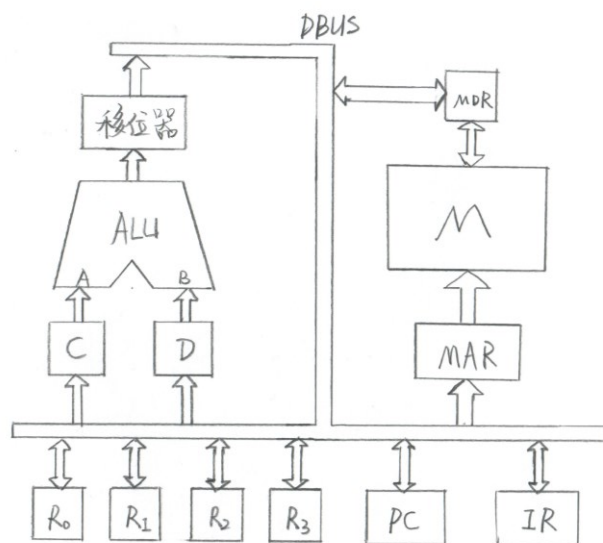 DBUS
移位器
MDR
ALU
M
A
B
C
D
MAR
R₀
R₁
R₂
R₃
PC
IR